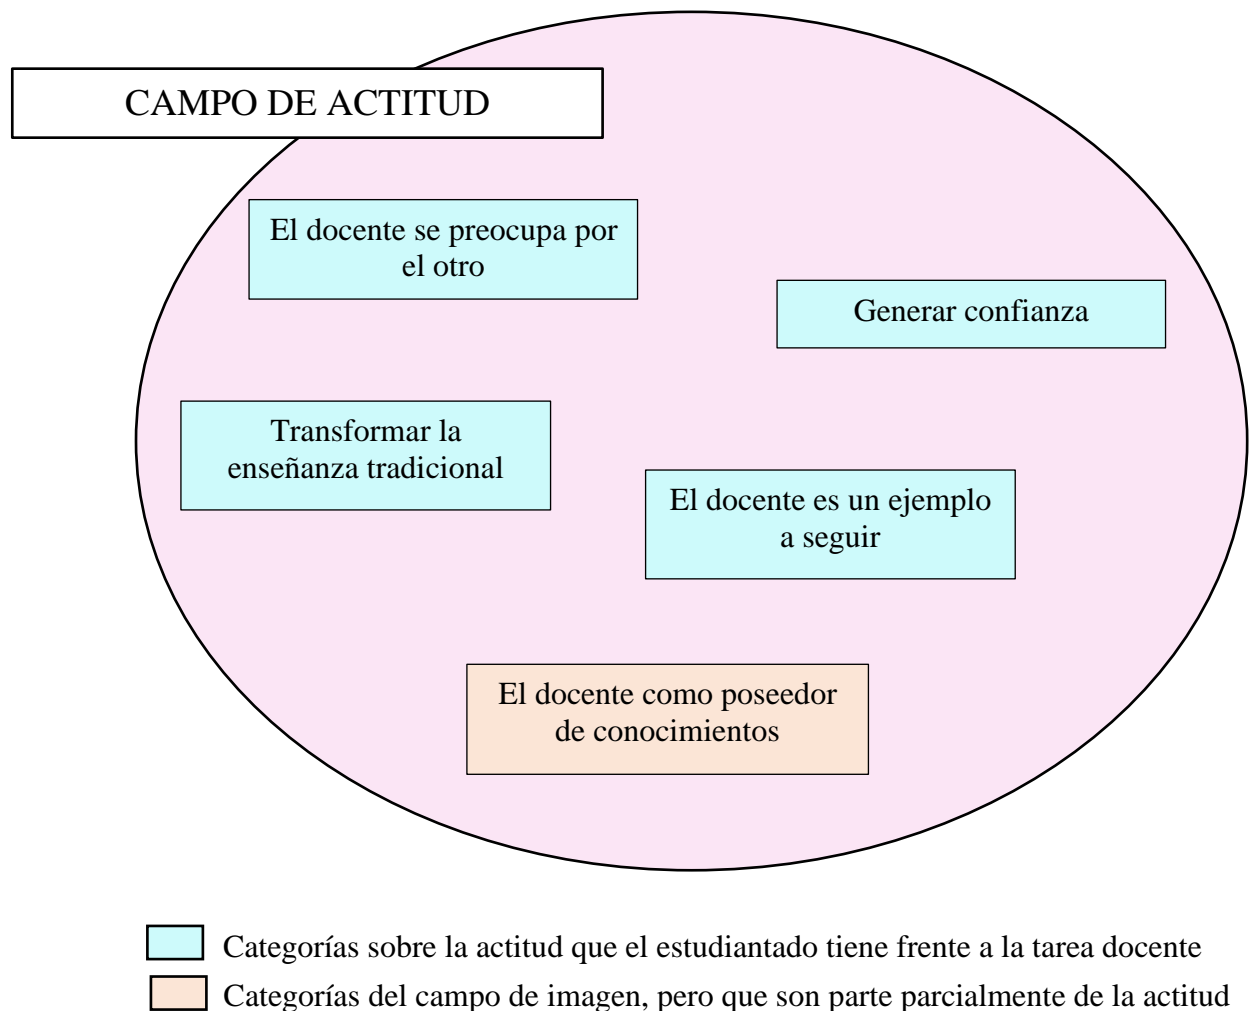 CAMPO DE ACTITUD
El docente se preocupa por
el otro
Generar confianza
Transformar la
enseñanza tradicional
El docente es un ejemplo
a seguir
El docente como poseedor
de conocimientos
Categorías sobre la actitud que el estudiantado tiene frente a la tarea docente
Categorías del campo de imagen, pero que son parte parcialmente de la actitud